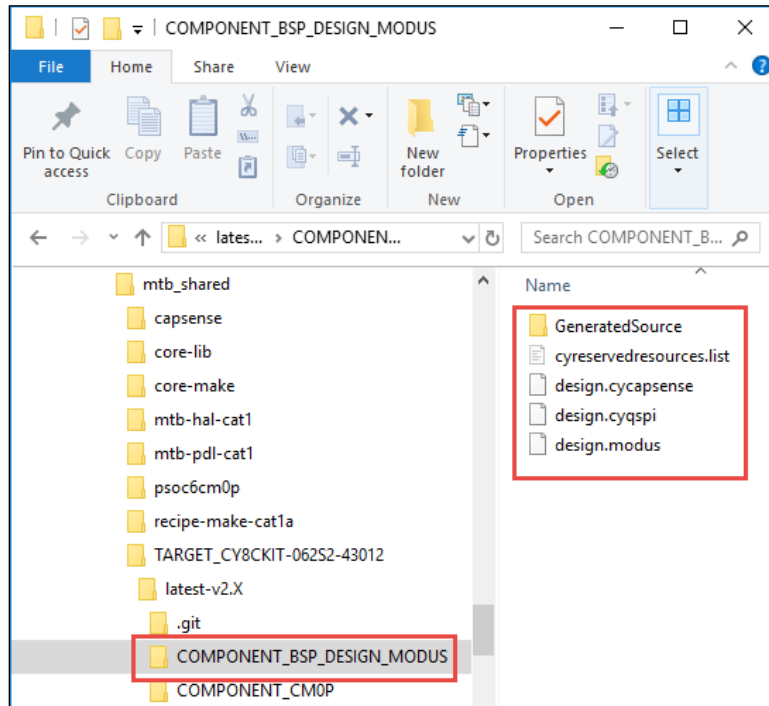 COMPONENT_BSP_DESIGN_MODUS
File Home Share View
Pin to Quick access
Copy
Paste
W...
New folder
Properties
Select
Clipboard Organize New Open
« lates... › COMPONEN...
Search COMPONENT_B...
mtb_shared
capsense
core-lib
core-make
mtb-hal-cat1
mtb-pdl-cat1
psoc6cm0p
recipe-make-cat1a
TARGET_CY8CKIT-062S2-43012
latest-v2.X
.git
COMPONENT_BSP_DESIGN_MODUS
COMPONENT_CM0P
Name
GeneratedSource
cyreservedresources.list
design.cycapsense
design.cyqspi
design.modus